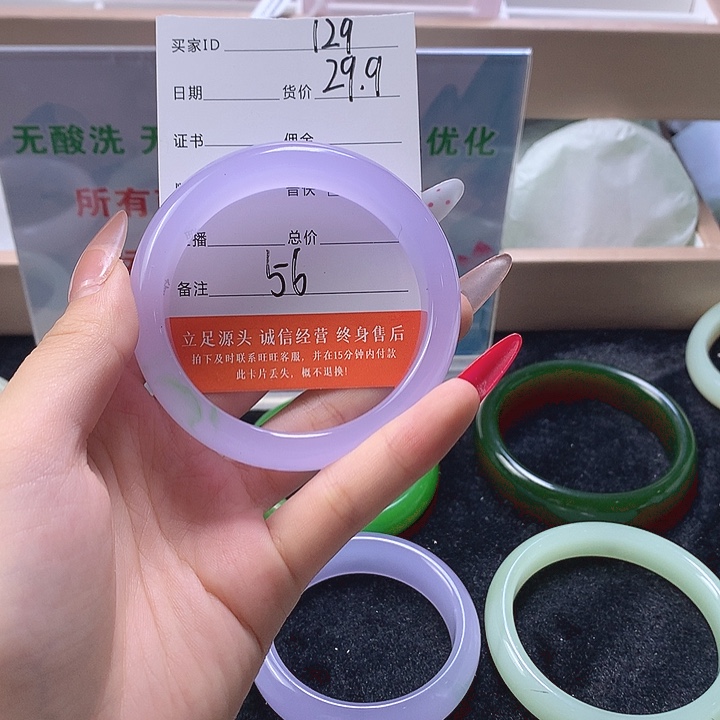 买家ID 129
日期 货价 29.9
证书 佣金
播 总价
备注 56
立足源头 诚信经营 终身售后
拍下及时联系旺旺客服，并在15分钟内付款
此卡片丢失，概不退换！
无酸洗 无 优化
所有